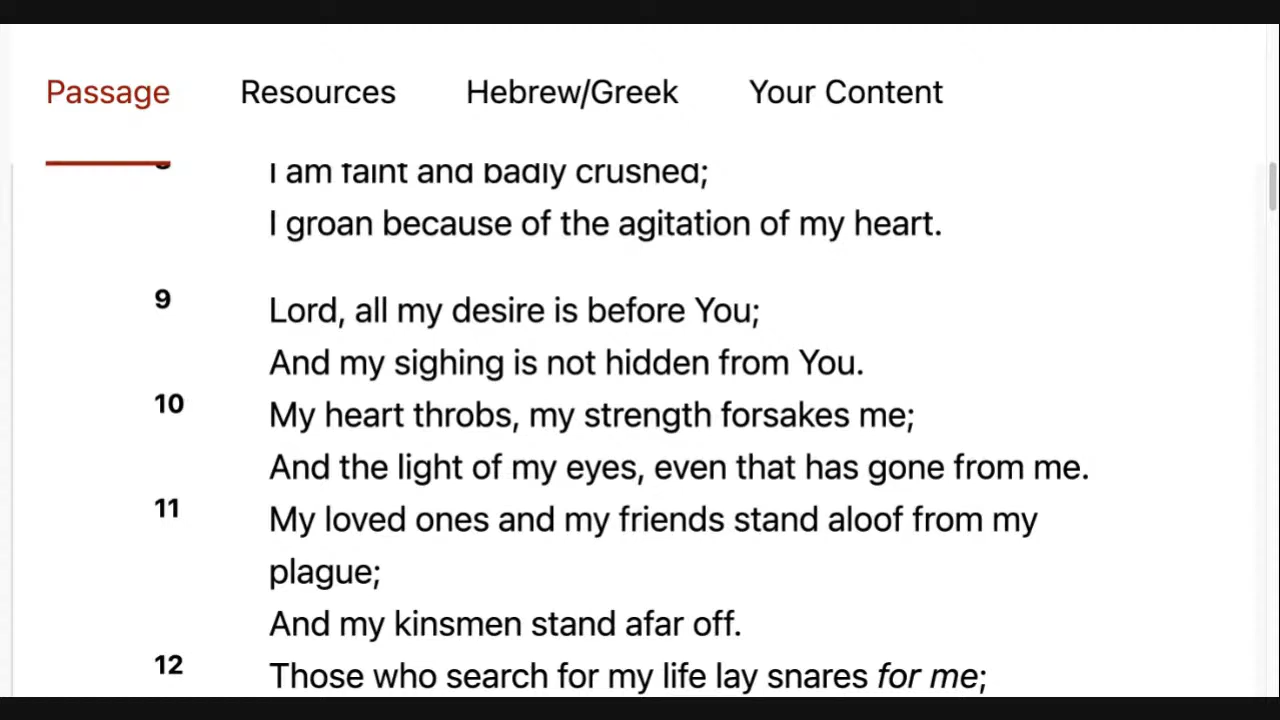 Passage Resources Hebrew/Greek Your Content
I am faint and badly crushed;
I groan because of the agitation of my heart.
9 Lord, all my desire is before You;
And my sighing is not hidden from You.
10 My heart throbs, my strength forsakes me;
And the light of my eyes, even that has gone from me.
11 My loved ones and my friends stand aloof from my
plague;
And my kinsmen stand afar off.
12 Those who search for my life lay snares for me;